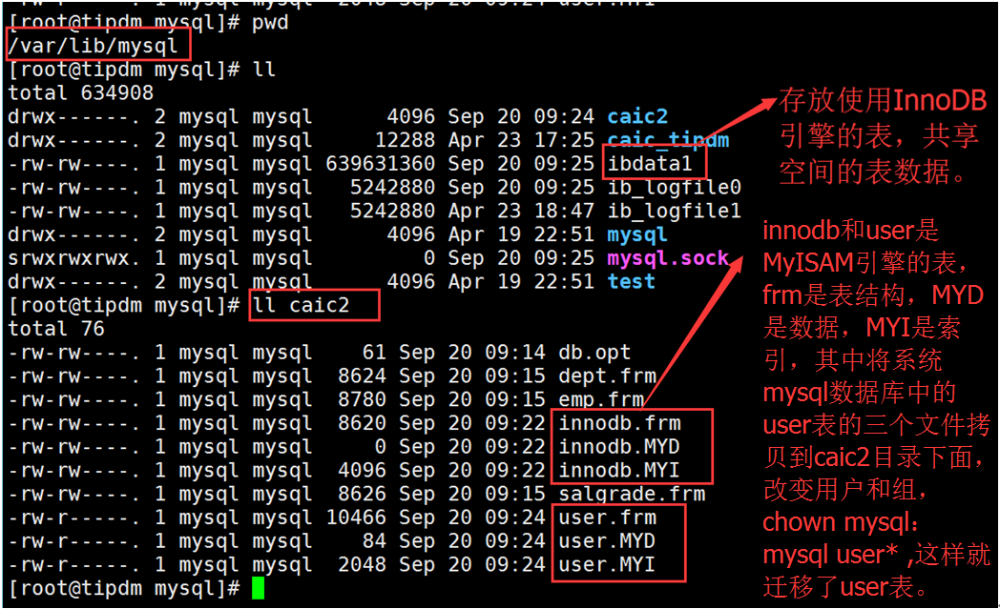 [root@tipdm mysql]# pwd
/var/lib/mysql
[root@tipdm mysql]# ll
total 634908
drwx------. 2 mysql mysql      4096 Sep 20 09:24 caic2
drwx------. 2 mysql mysql     12288 Apr 23 17:25 caic_tipdm
-rw-rw----. 1 mysql mysql 639631360 Sep 20 09:25 ibdata1
-rw-rw----. 1 mysql mysql   5242880 Sep 20 09:25 ib_logfile0
-rw-rw----. 1 mysql mysql   5242880 Apr 23 18:47 ib_logfile1
drwx------. 2 mysql mysql      4096 Apr 19 22:51 mysql
srwxrwxrwx. 1 mysql mysql         0 Sep 20 09:25 mysql.sock
drwx------. 2 mysql mysql      4096 Apr 19 22:51 test
[root@tipdm mysql]# ll caic2
total 76
-rw-rw----. 1 mysql mysql    61 Sep 20 09:14 db.opt
-rw-rw----. 1 mysql mysql  8624 Sep 20 09:15 dept.frm
-rw-rw----. 1 mysql mysql  8780 Sep 20 09:15 emp.frm
-rw-rw----  1 mysql mysql  8620 Sep 20 09:22 innodb.frm
-rw-rw----. 1 mysql mysql     0 Sep 20 09:22 innodb.MYD
-rw-rw----. 1 mysql mysql  4096 Sep 20 09:22 innodb.MYI
-rw-rw----. 1 mysql mysql  8626 Sep 20 09:15 salgrade.frm
-rw-r-----. 1 mysql mysql 10466 Sep 20 09:24 user.frm
-rw-r-----. 1 mysql mysql    84 Sep 20 09:24 user.MYD
-rw-r-----. 1 mysql mysql  2048 Sep 20 09:24 user.MYI
[root@tipdm mysql]#
存放使用InnoDB
引擎的表，共享
空间的表数据。
innodb和user是
MyISAM引擎的表，
frm是表结构，MYD
是数据，MYI是索
引，其中将系统
mysql数据库中的
user表的三个文件拷
贝到caic2目录下面，
改变用户和组，
chown mysql：
mysql user* ,这样就
迁移了user表。